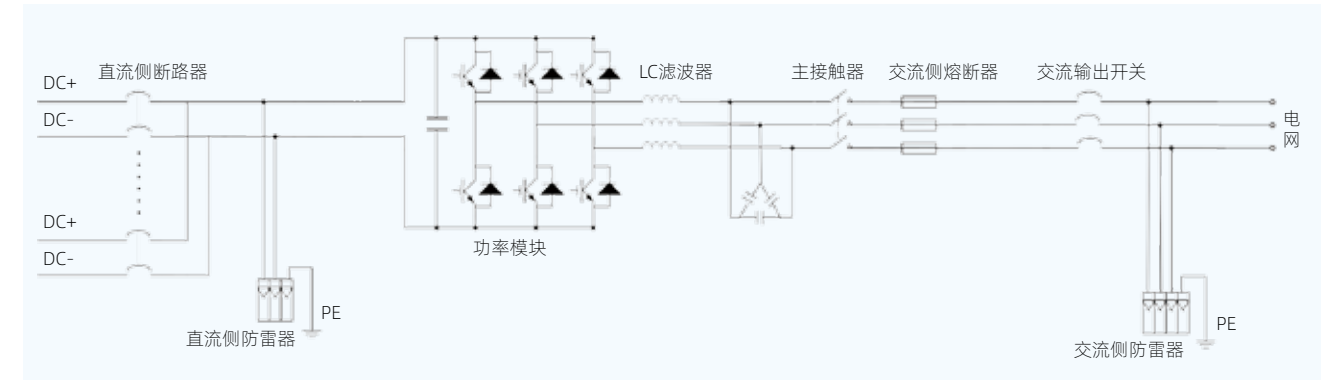 直流侧断路器
LC滤波器
主接触器
交流侧熔断器
交流输出开关
DC+
DC-
电网
DC+
DC-
功率模块
PE
直流侧防雷器
PE
交流侧防雷器